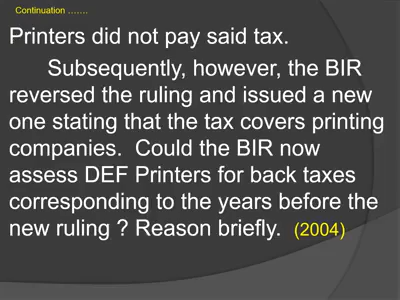 Continuation …….
Printers did not pay said tax.
Subsequently, however, the BIR
reversed the ruling and issued a new
one stating that the tax covers printing
companies. Could the BIR now
assess DEF Printers for back taxes
corresponding to the years before the
new ruling ? Reason briefly. (2004)